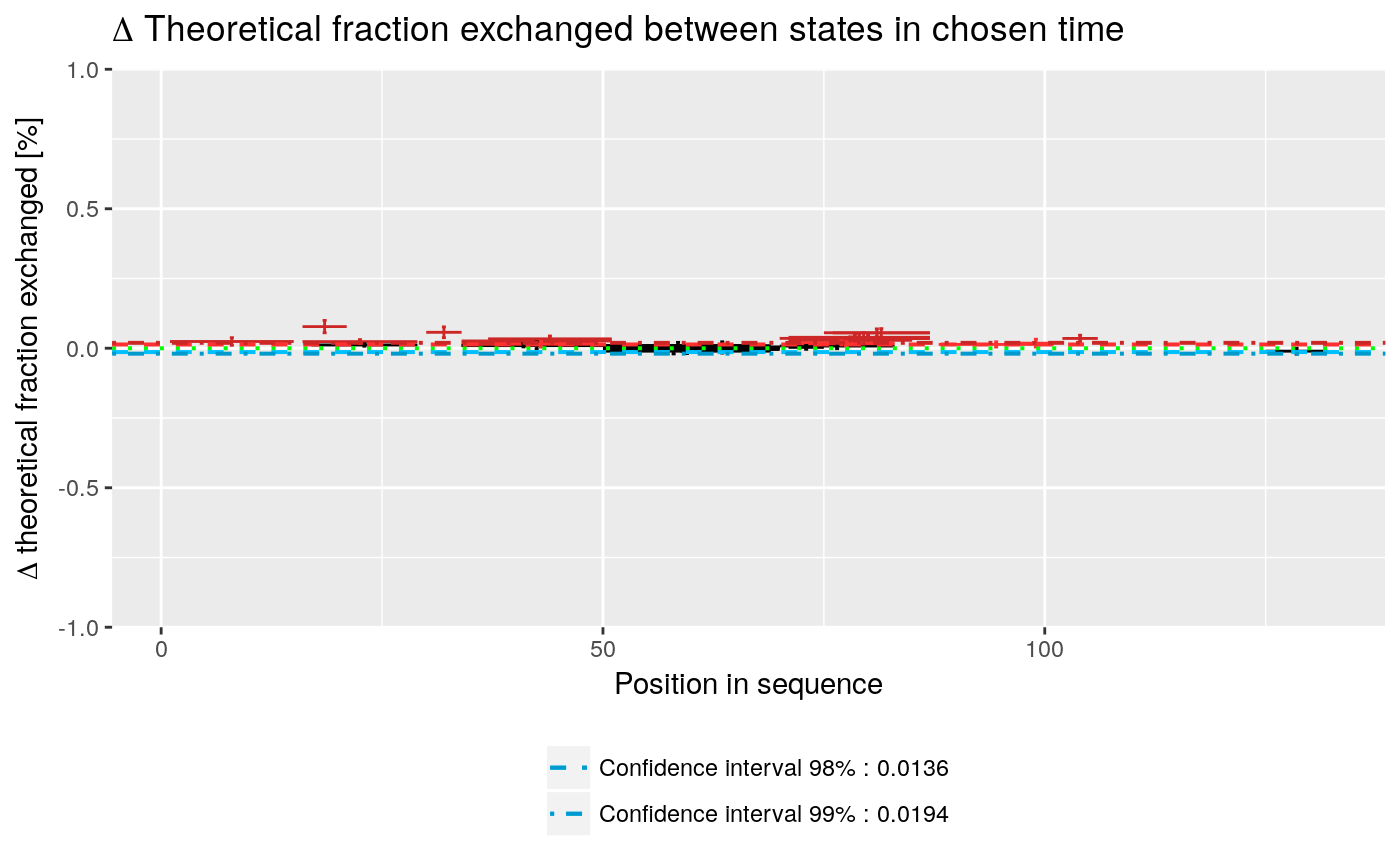 Δ Theoretical fraction exchanged between states in chosen time
Δ theoretical fraction exchanged [%]
1.0
0.5
0.0
-0.5
-1.0
0
50
100
Position in sequence
Confidence interval 98% : 0.0136
Confidence interval 99% : 0.0194